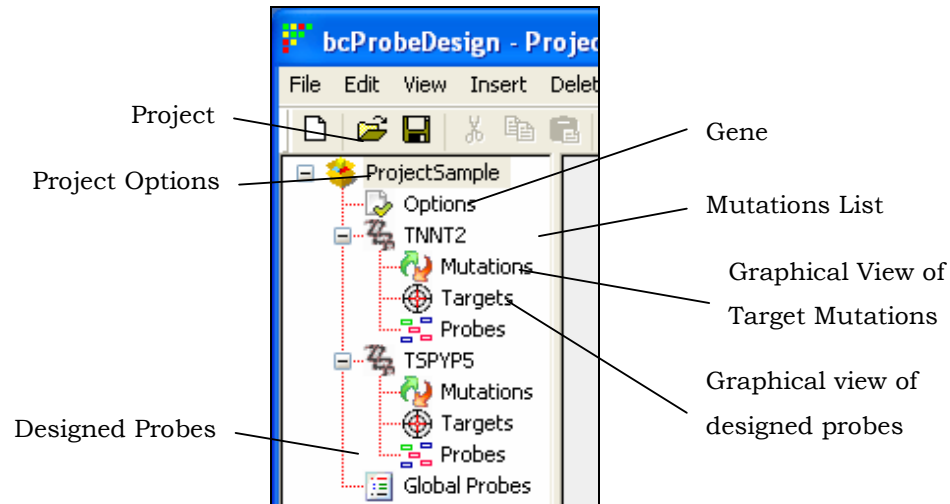 bcProbeDesign - Projec
File Edit View Insert Delet
Project
Project Options
Designed Probes
ProjectSample
Options
TNNT2
Mutations
Targets
Probes
TSPYP5
Mutations
Targets
Probes
Global Probes
Gene
Mutations List
Graphical View of
Target Mutations
Graphical view of
designed probes